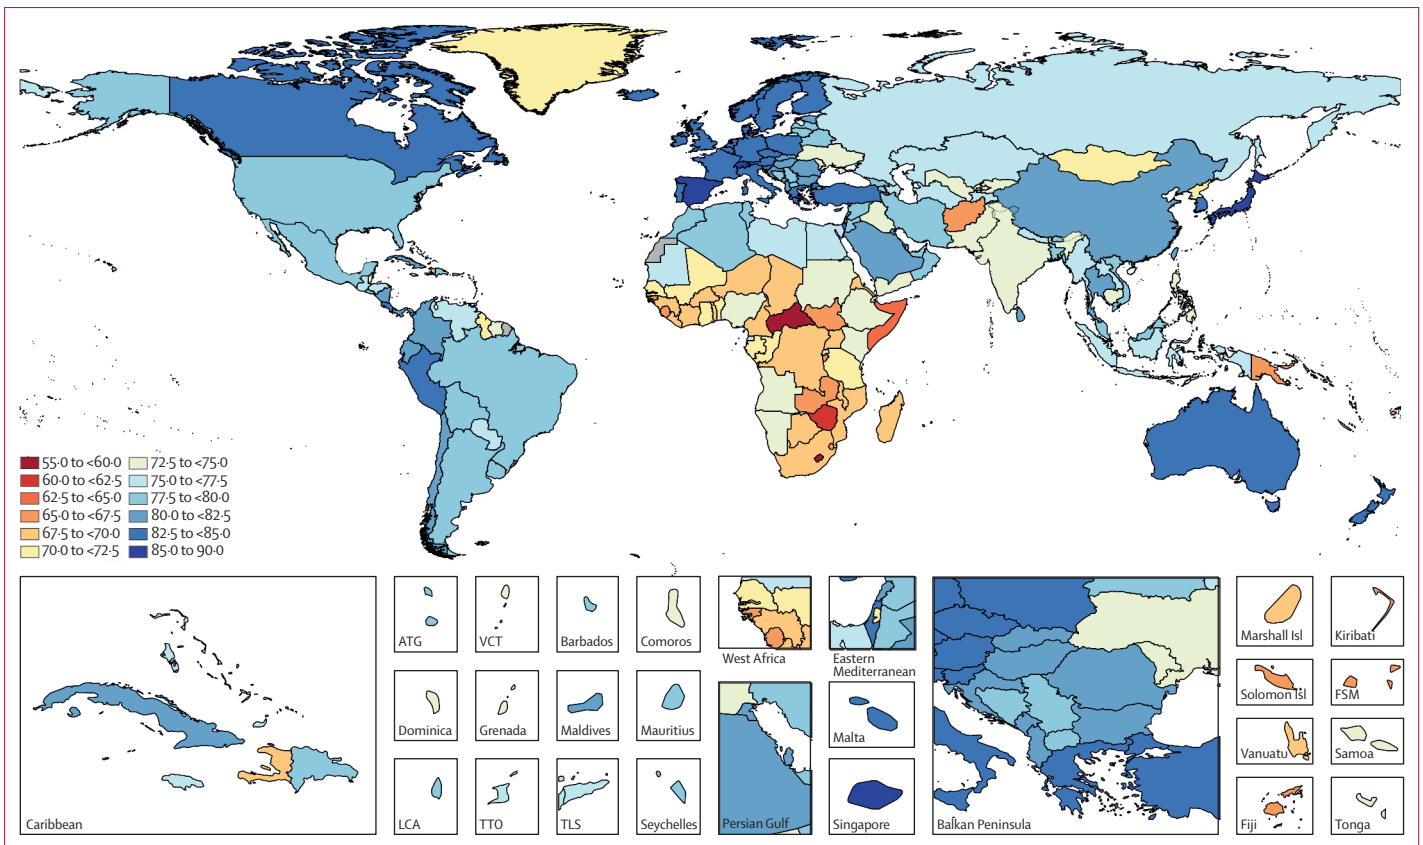 55·0 to <60·0
60·0 to <62·5
62·5 to <65·0
65·0 to <67·5
67·5 to <70·0
70·0 to <72·5
72·5 to <75·0
75·0 to <77·5
77·5 to <80·0
80·0 to <82·5
82·5 to <85·0
85·0 to 90·0
Caribbean
ATG
VCT
Barbados
Comoros
Dominica
Grenada
Maldives
Mauritius
LCA
TTO
TLS
Seychelles
West Africa
Eastern
Mediterranean
Persian Gulf
Malta
Singapore
Balkan Peninsula
Marshall Isl
Kiribati
Solomon Isl
FSM
Vanuatu
Samoa
Fiji
Tonga